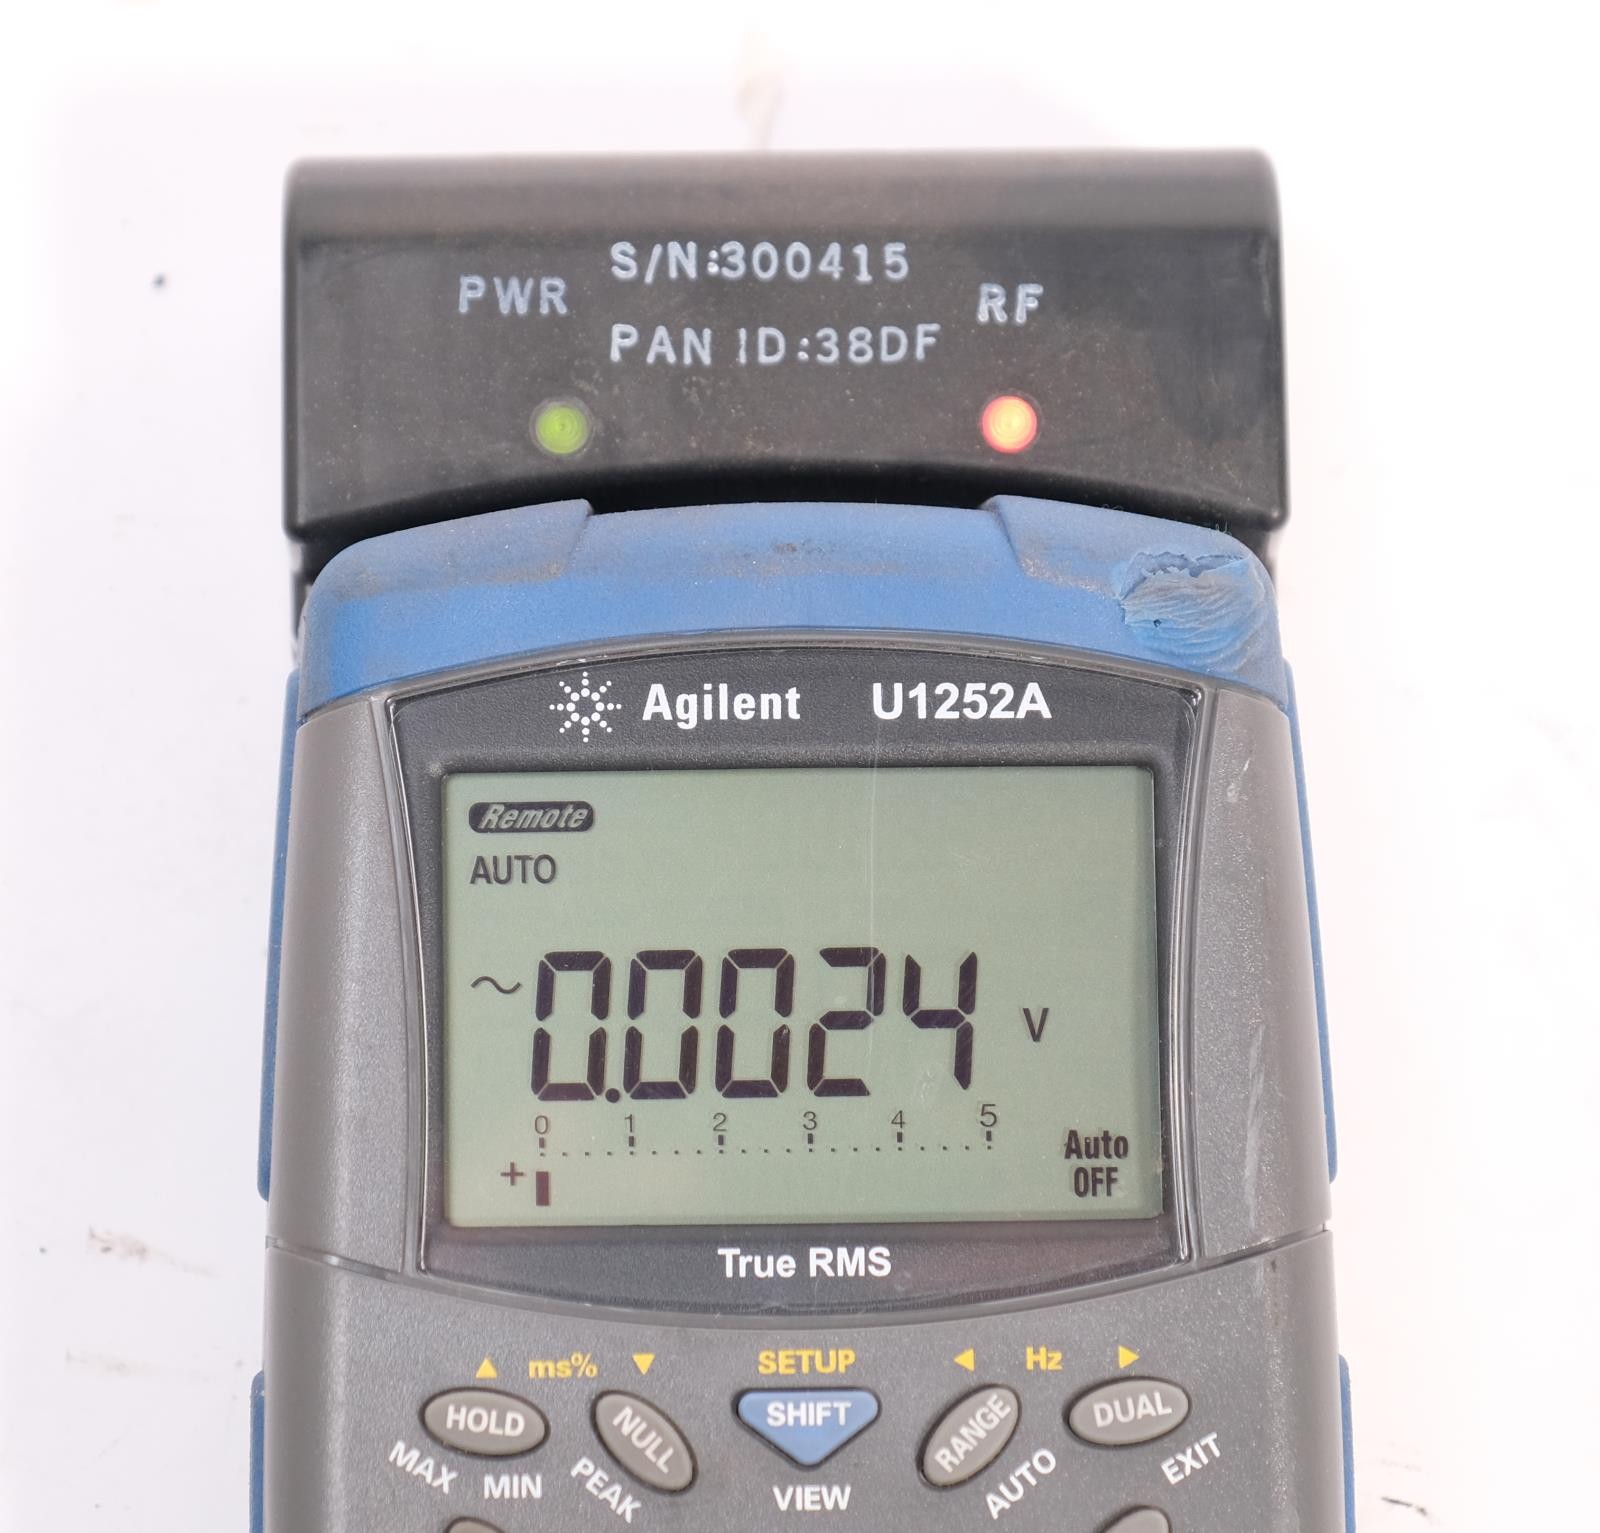 S/N:300415
PWR
RF
PAN ID:38DF
Agilent U1252A
Remote
AUTO
~ 0.0024 V
0 1 2 3 4 5
+
Auto
OFF
True RMS
▲ ms% ▼ SETUP ◄ Hz ►
HOLD NULL SHIFT RANGE DUAL
MAX MIN PEAK VIEW AUTO EXIT